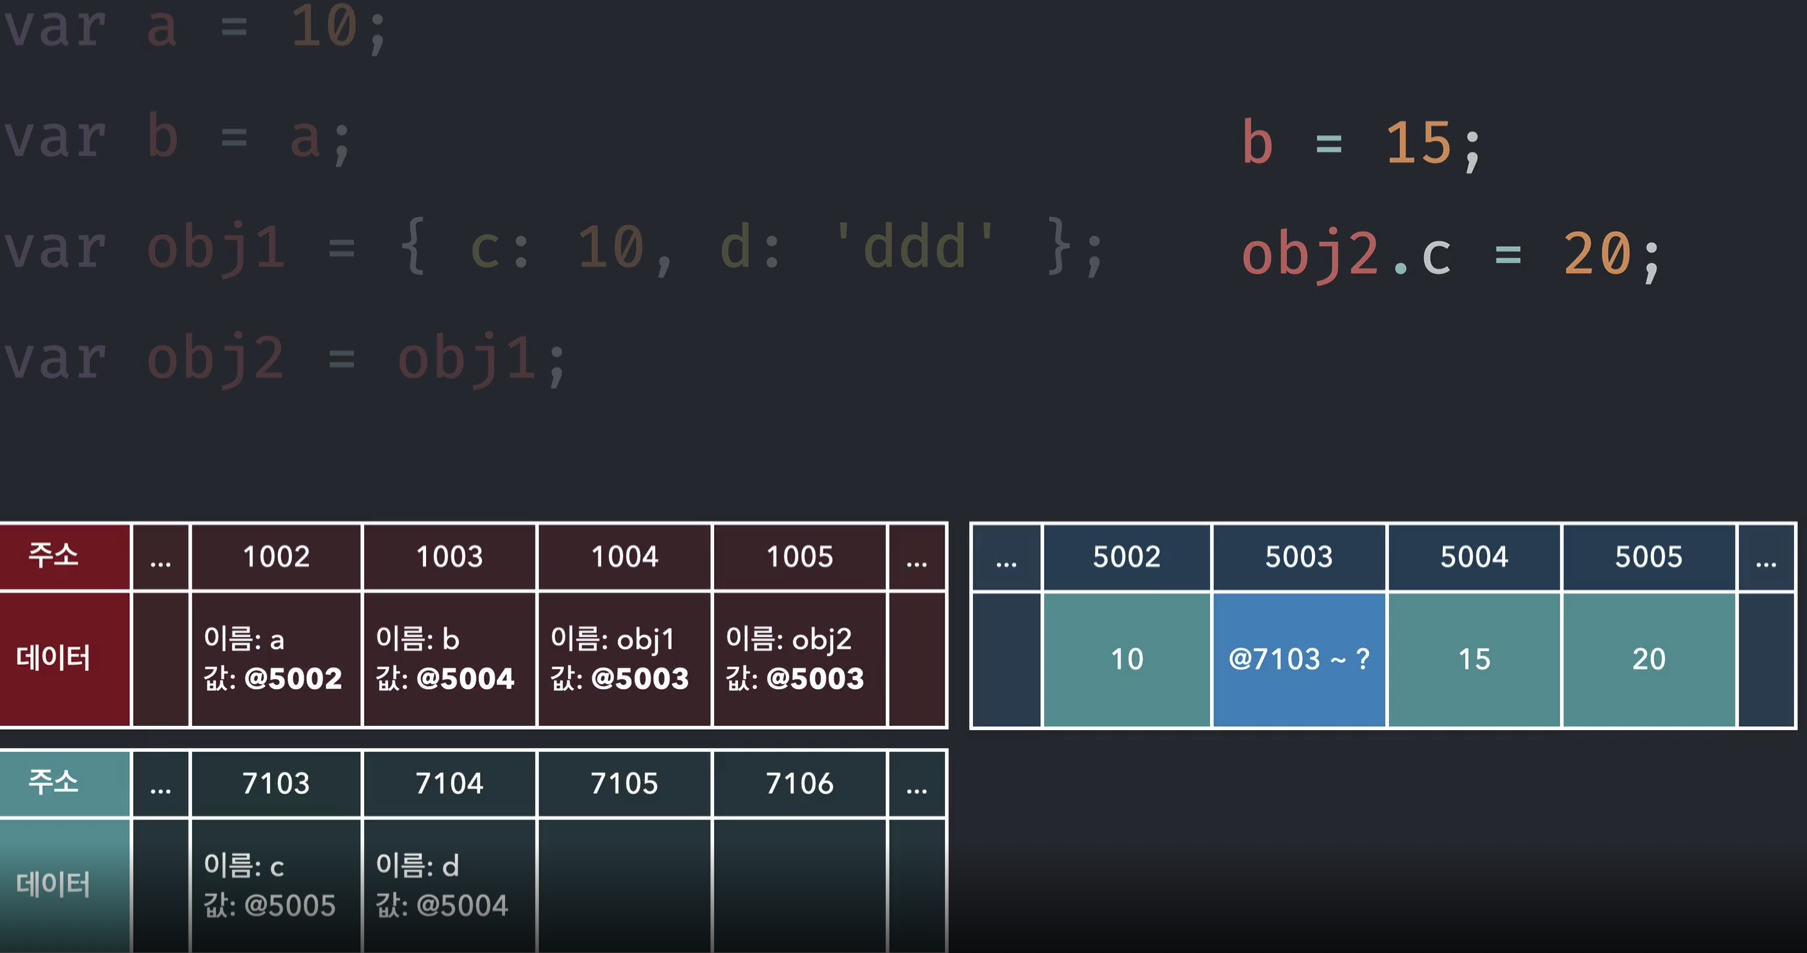 var a = 10;
var b = a;
var obj1 = { c: 10, d: 'ddd' };
var obj2 = obj1;
b = 15;
obj2.c = 20;
주소 ... 1002 1003 1004 1005 ...
데이터
이름: a
값: @5002
이름: b
값: @5004
이름: obj1
값: @5003
이름: obj2
값: @5003
... 5002 5003 5004 5005 ...
10 @7103 ~ ? 15 20
주소 ... 7103 7104 7105 7106 ...
데이터
이름: c
값: @5005
이름: d
값: @5004